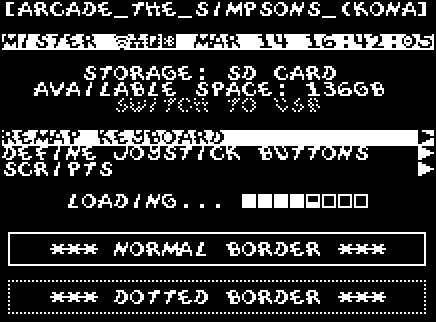 [ARCADE_THE_SIMPSONS_(KONA]
MISTER MAR 14 16:42:05
STORAGE: SD CARD
AVAILABLE SPACE: 136GB
SWITCH TO USB
REMAP KEYBOARD
DEFINE JOYSTICK BUTTONS
SCRIPTS
LOADING...
*** NORMAL BORDER ***
*** DOTTED BORDER ***